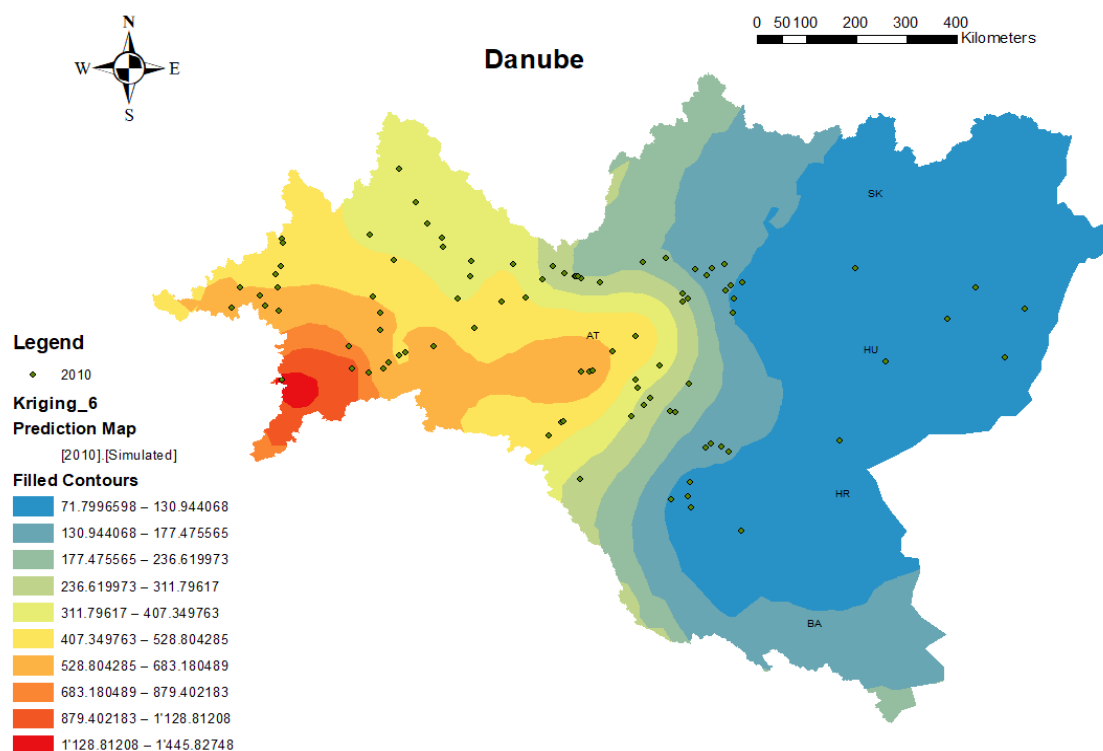 N
W E
S
Danube
0 50 100 200 300 400
Kilometers
SK
AT
HU
HR
BA
Legend
2010
Kriging_6
Prediction Map
[2010].[Simulated]
Filled Contours
71.7996598 – 130.944068
130.944068 – 177.475565
177.475565 – 236.619973
236.619973 – 311.79617
311.79617 – 407.349763
407.349763 – 528.804285
528.804285 – 683.180489
683.180489 – 879.402183
879.402183 – 1'128.81208
1'128.81208 – 1'445.82748